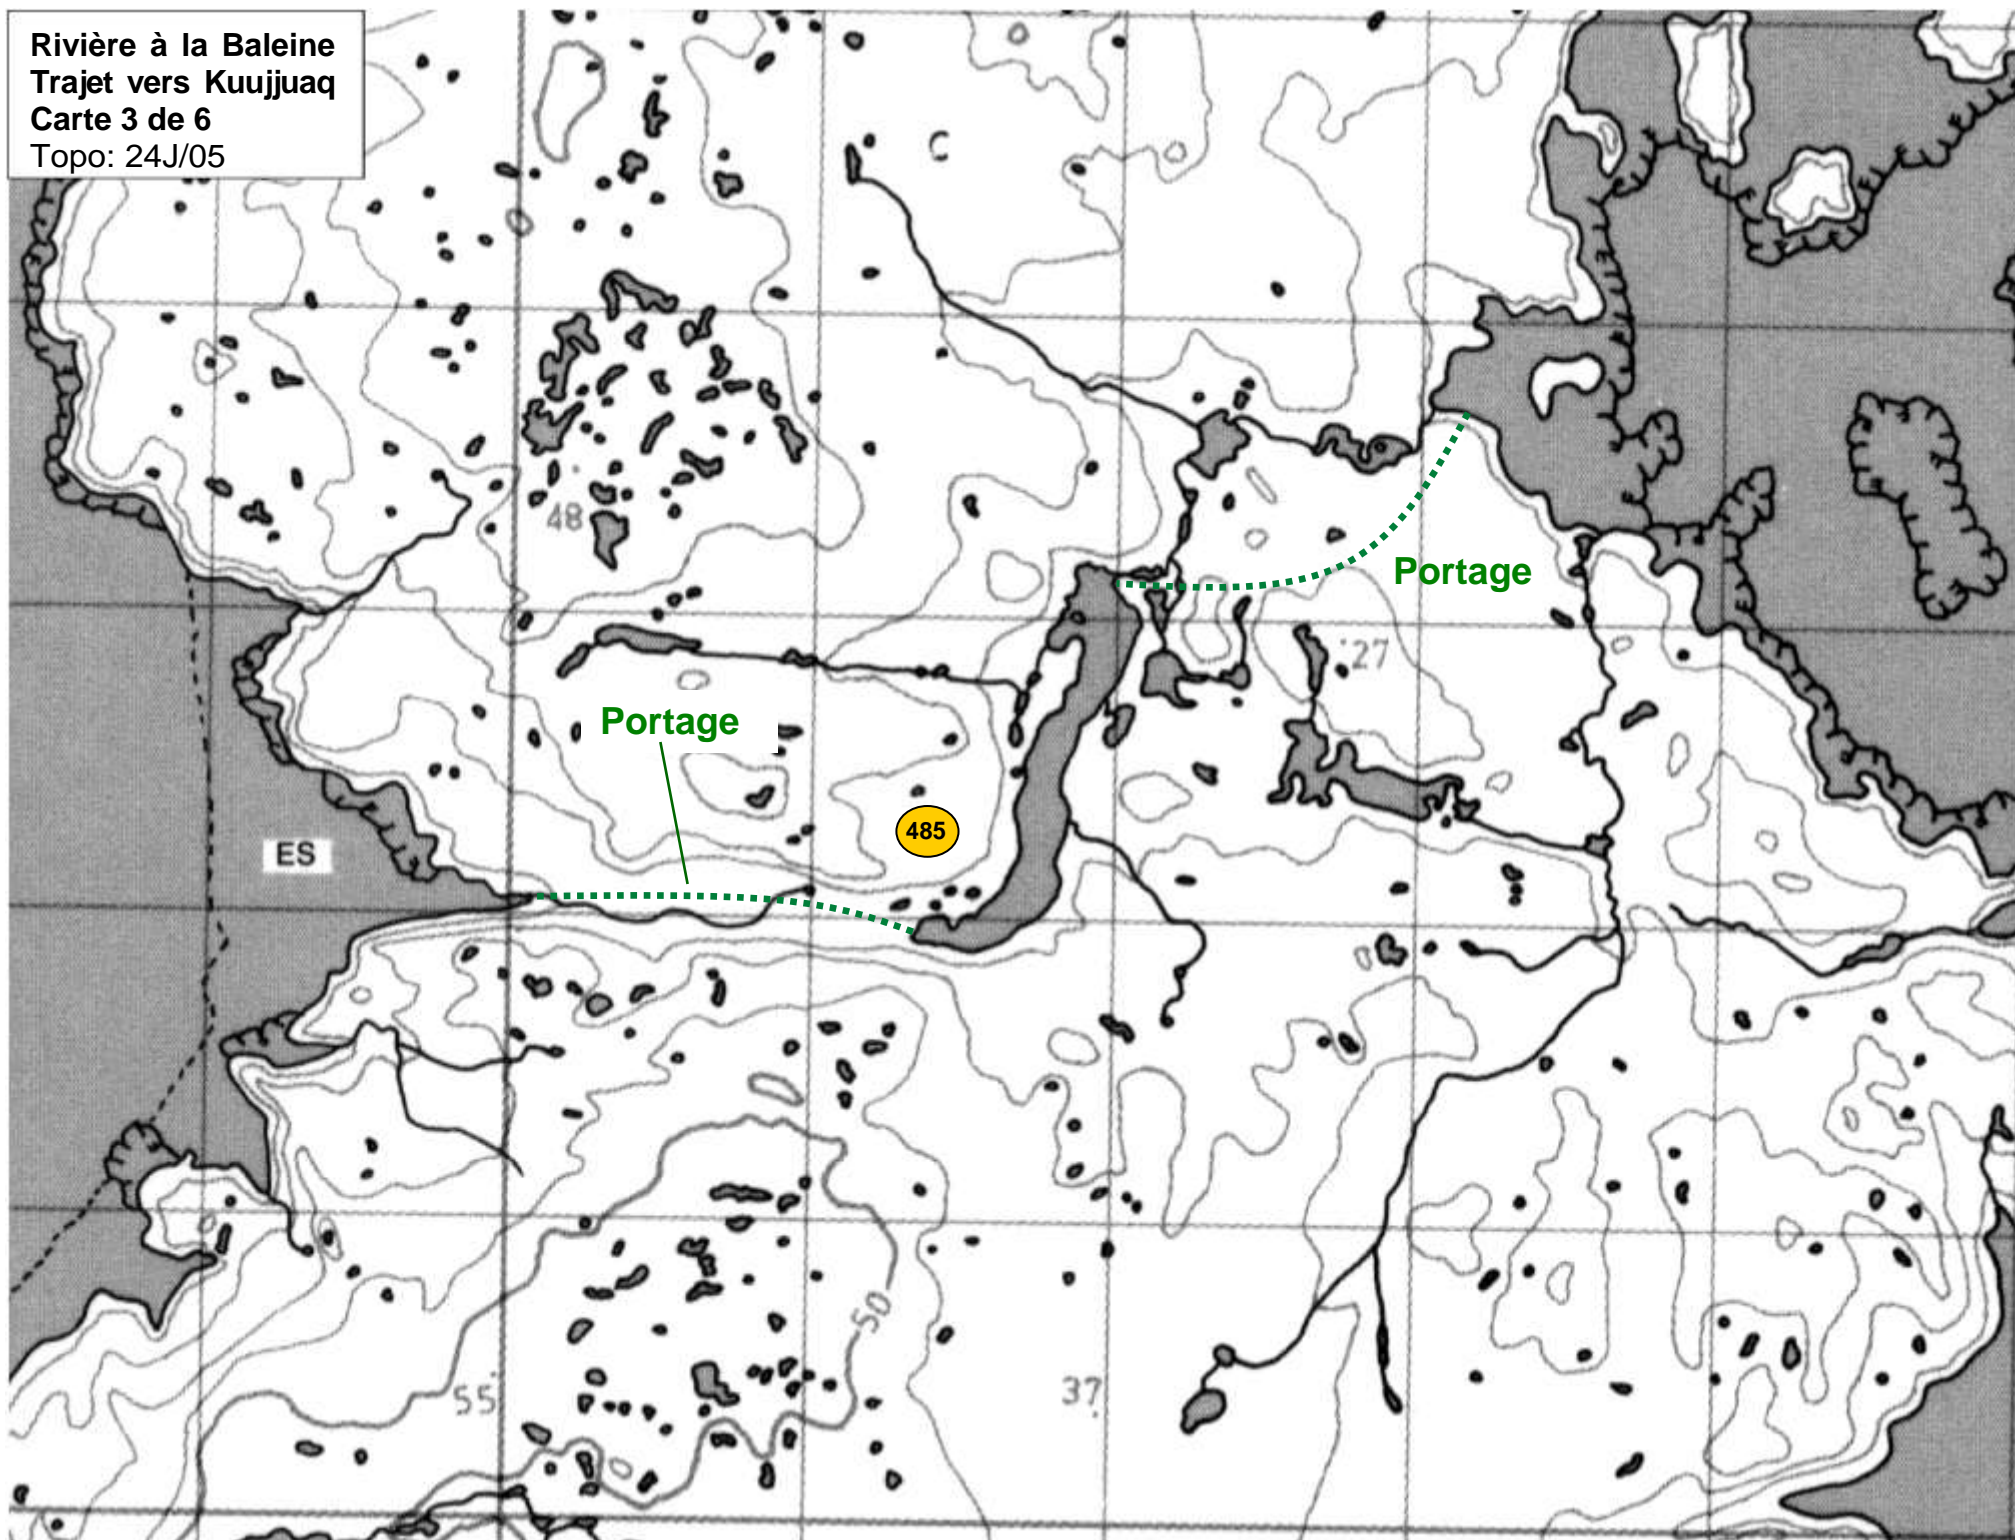 Rivière à la Baleine
Trajet vers Kuujjuaq
Carte 3 de 6
Topo: 24J/05
C
48
Portage
27
Portage
485
ES
50
55
37